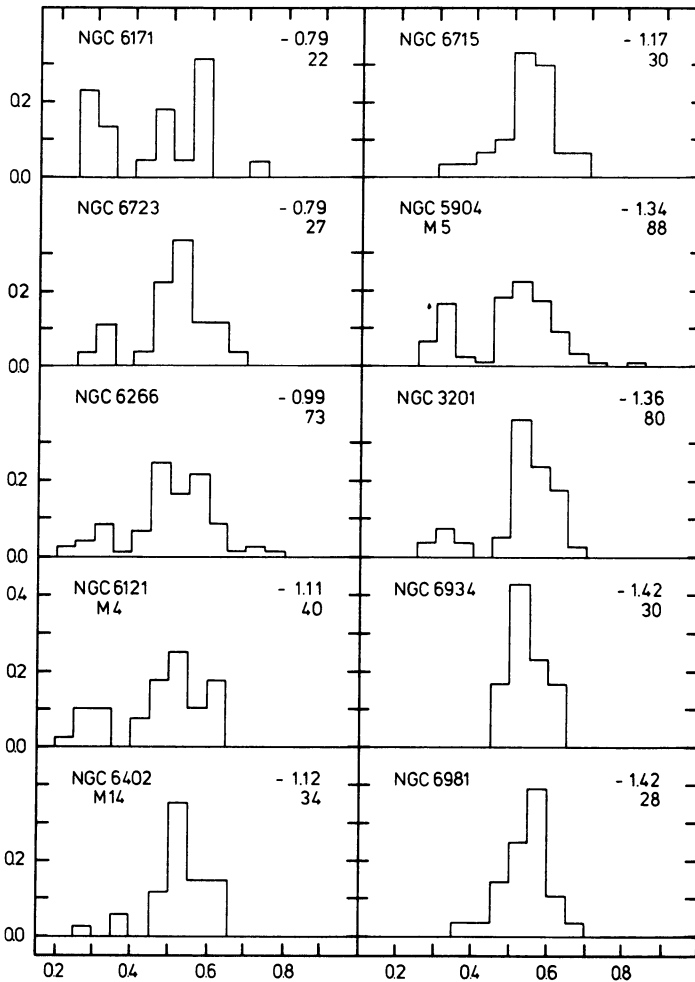 NGC 6171 - 0.79
22
0.2
0.0
NGC 6715 - 1.17
30
NGC 6723 - 0.79
27
0.2
0.0
NGC 5904 - 1.34
M 5 88
NGC 6266 - 0.99
73
0.2
0.0
NGC 3201 - 1.36
80
NGC 6121 - 1.11
M 4 40
0.4
0.2
0.0
NGC 6934 - 1.42
30
NGC 6402 - 1.12
M 14 34
0.2
0.0
NGC 6981 - 1.42
28
0.2 0.4 0.6 0.8 0.2 0.4 0.6 0.8